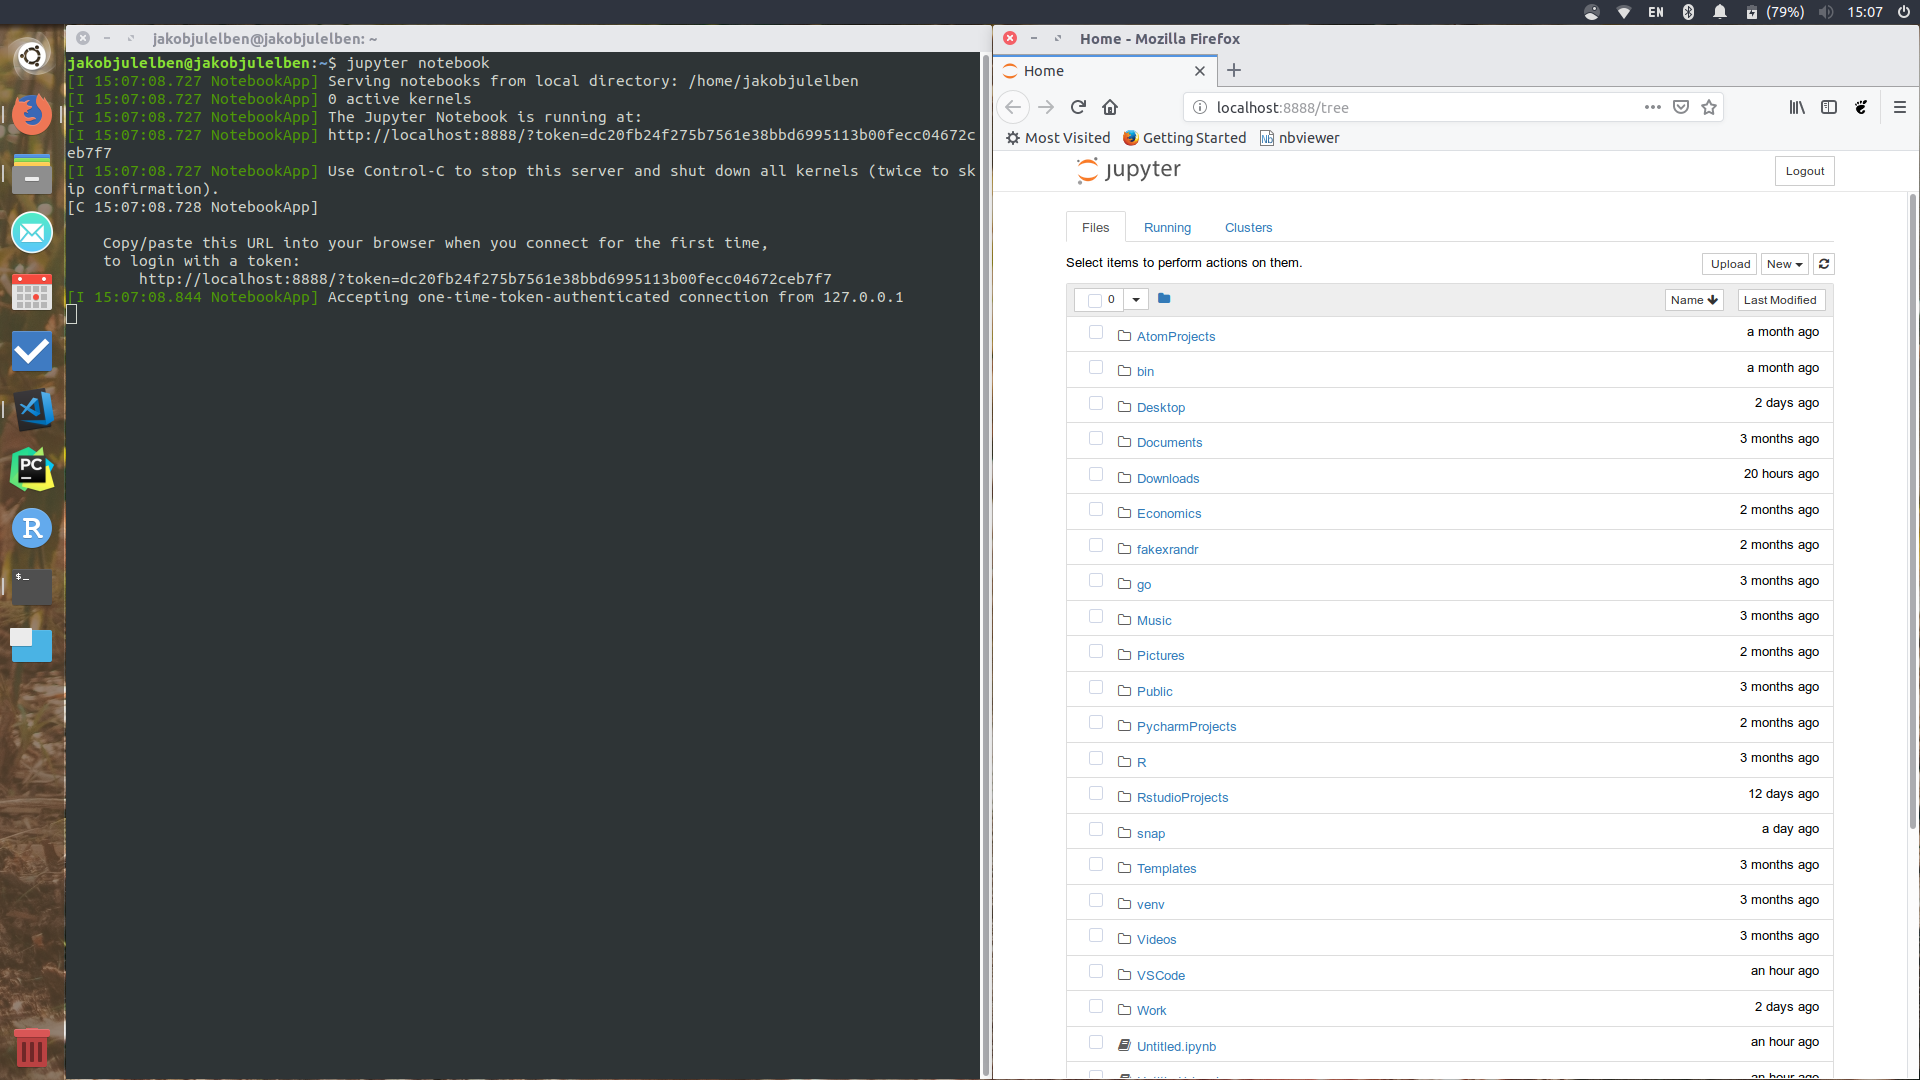 EN
(79%)
15:07
jakobjulelben@jakobjulelben: ~
jakobjulelben@jakobjulelben:~$ jupyter notebook
[I 15:07:08.727 NotebookApp] Serving notebooks from local directory: /home/jakobjulelben
[I 15:07:08.727 NotebookApp] 0 active kernels
[I 15:07:08.727 NotebookApp] The Jupyter Notebook is running at:
[I 15:07:08.727 NotebookApp] http://localhost:8888/?token=dc20fb24f275b7561e38bbd6995113b00fecc04672c
eb7f7
[I 15:07:08.727 NotebookApp] Use Control-C to stop this server and shut down all kernels (twice to sk
ip confirmation).
[C 15:07:08.728 NotebookApp]
Copy/paste this URL into your browser when you connect for the first time,
to login with a token:
http://localhost:8888/?token=dc20fb24f275b7561e38bbd6995113b00fecc04672ceb7f7
[I 15:07:08.844 NotebookApp] Accepting one-time-token-authenticated connection from 127.0.0.1
PC
R
$_
Home - Mozilla Firefox
Home
localhost:8888/tree
Most Visited
Getting Started
Nb nbviewer
jupyter
Logout
Files
Running
Clusters
Select items to perform actions on them.
Upload
New
0
Name
Last Modified
AtomProjects a month ago
bin a month ago
Desktop 2 days ago
Documents 3 months ago
Downloads 20 hours ago
Economics 2 months ago
fakexrandr 2 months ago
go 3 months ago
Music 3 months ago
Pictures 2 months ago
Public 3 months ago
PycharmProjects 2 months ago
R 3 months ago
RstudioProjects 12 days ago
snap a day ago
Templates 3 months ago
venv 3 months ago
Videos 3 months ago
VSCode an hour ago
Work 2 days ago
Untitled.ipynb an hour ago
an hour ago